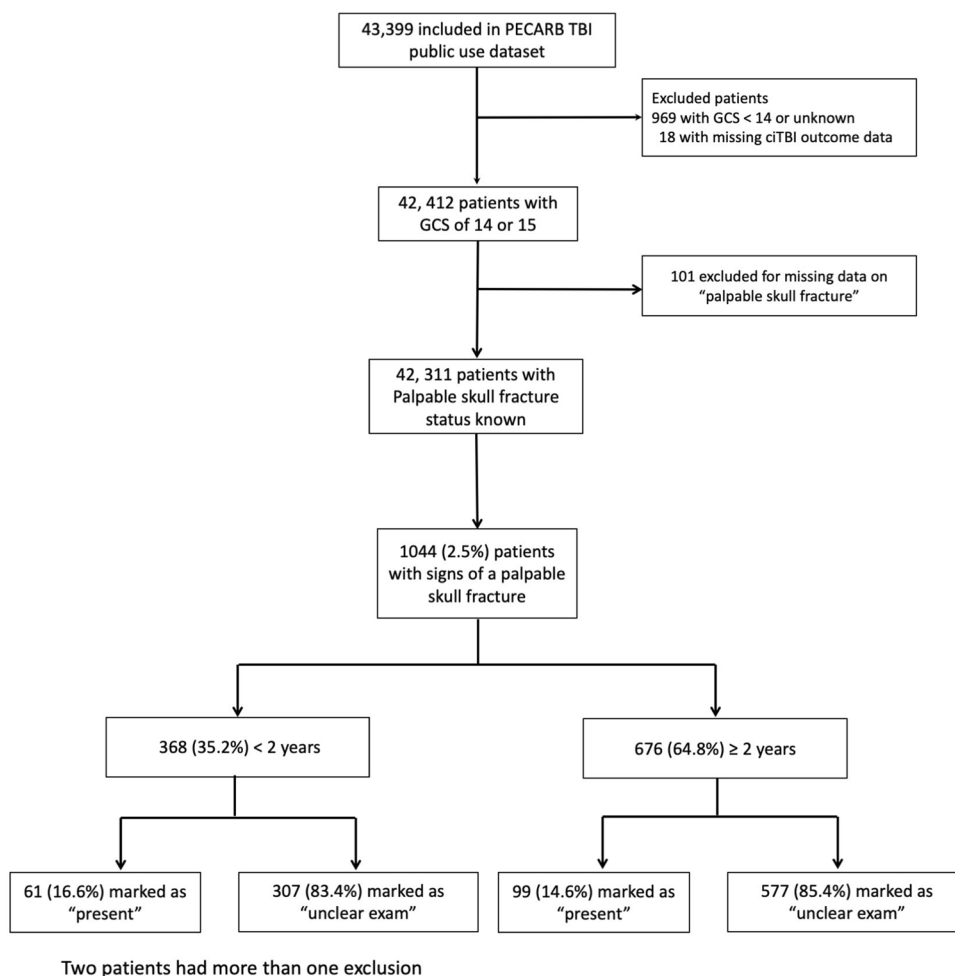 43,399 included in PECARB TBI
public use dataset
Excluded patients
969 with GCS < 14 or unknown
18 with missing ciTBI outcome data
42, 412 patients with
GCS of 14 or 15
101 excluded for missing data on
“palpable skull fracture”
42, 311 patients with
Palpable skull fracture
status known
1044 (2.5%) patients
with signs of a palpable
skull fracture
368 (35.2%) < 2 years
676 (64.8%) ≥ 2 years
61 (16.6%) marked as
“present”
307 (83.4%) marked as
“unclear exam”
99 (14.6%) marked as
“present”
577 (85.4%) marked as
“unclear exam”
Two patients had more than one exclusion